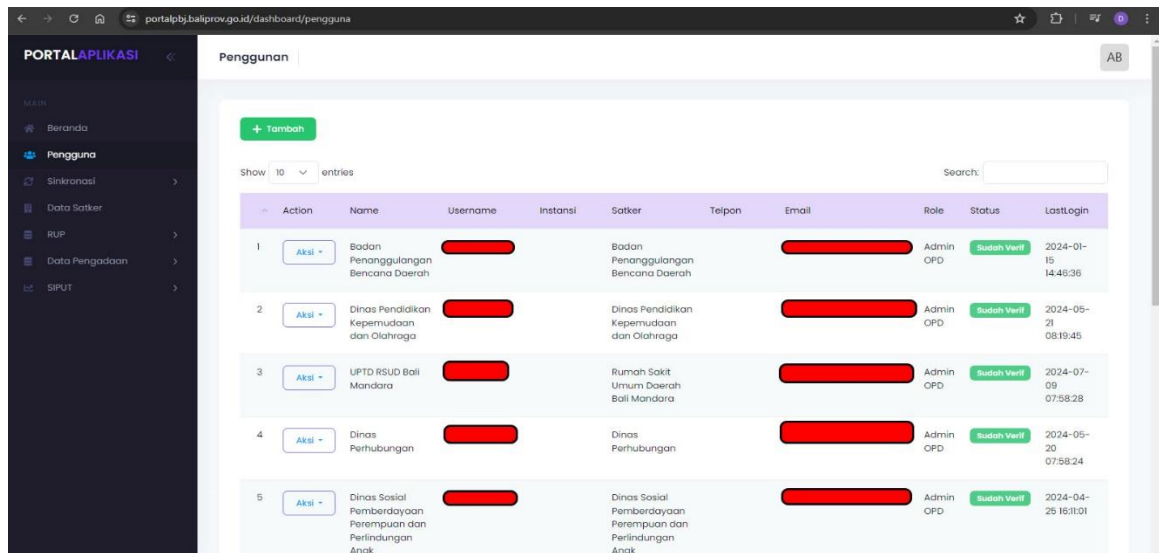 portalpbj.baliprov.go.id/dashboard/pengguna
D
PORTALAPLIKASI
Penggunan
AB
MAIN
Beranda
Pengguna
Sinkronasi
Data Satker
RUP
Data Pengadaan
SIPUT
+ Tambah
Show 10 entries
Search:
Action Name Username Instansi Satker Telpon Email Role Status LastLogin
1 Aksi Badan Badan Admin Sudah Verif 2024-01-
Penanggulangan Penanggulangan OPD 15
Bencana Daerah Bencana Daerah 14:46:36
2 Aksi Dinas Pendidikan Dinas Pendidikan Admin Sudah Verif 2024-05-
Kepemudaan Kepemudaan OPD 21
dan Olahraga dan Olahraga 08:19:45
3 Aksi UPTD RSUD Bali Rumah Sakit Admin Sudah Verif 2024-07-
Mandara Umum Daerah OPD 09
Bali Mandara 07:58:28
4 Aksi Dinas Dinas Admin Sudah Verif 2024-05-
Perhubungan Perhubungan OPD 20
07:58:24
5 Aksi Dinas Sosial Dinas Sosial Admin Sudah Verif 2024-04-
Pemberdayaan Pemberdayaan OPD 25 16:11:01
Perempuan dan Perempuan dan
Perlindungan Perlindungan
Anak Anak